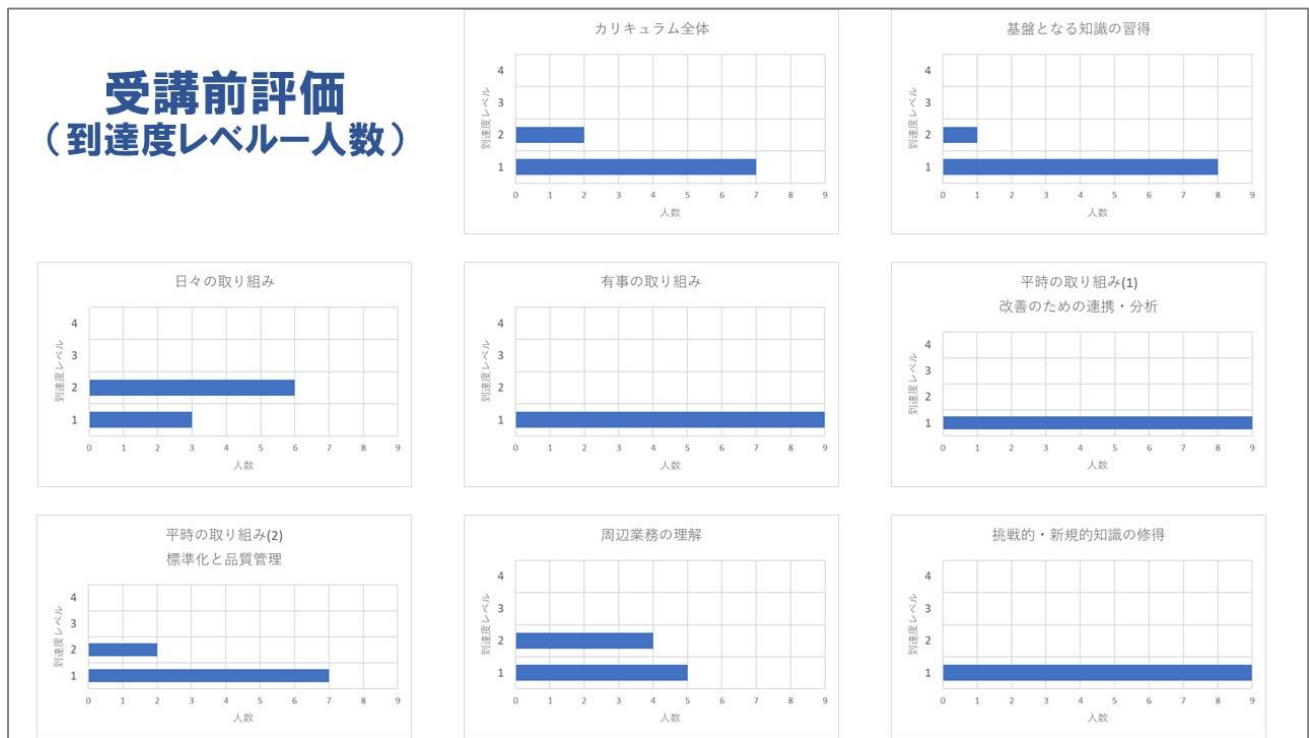 受講前評価
（到達度レベルー人数）
カリキュラム全体
到達度レベル
4
3
2
1
0 1 2 3 4 5 6 7 8 9
人数
基盤となる知識の習得
到達度レベル
4
3
2
1
0 1 2 3 4 5 6 7 8 9
人数
日々の取り組み
到達度レベル
4
3
2
1
0 1 2 3 4 5 6 7 8 9
人数
有事の取り組み
到達度レベル
4
3
2
1
0 1 2 3 4 5 6 7 8 9
人数
平時の取り組み(1)
改善のための連携・分析
到達度レベル
4
3
2
1
0 1 2 3 4 5 6 7 8 9
人数
平時の取り組み(2)
標準化と品質管理
到達度レベル
4
3
2
1
0 1 2 3 4 5 6 7 8 9
人数
周辺業務の理解
到達度レベル
4
3
2
1
0 1 2 3 4 5 6 7 8 9
人数
挑戦的・新規的知識の修得
到達度レベル
4
3
2
1
0 1 2 3 4 5 6 7 8 9
人数